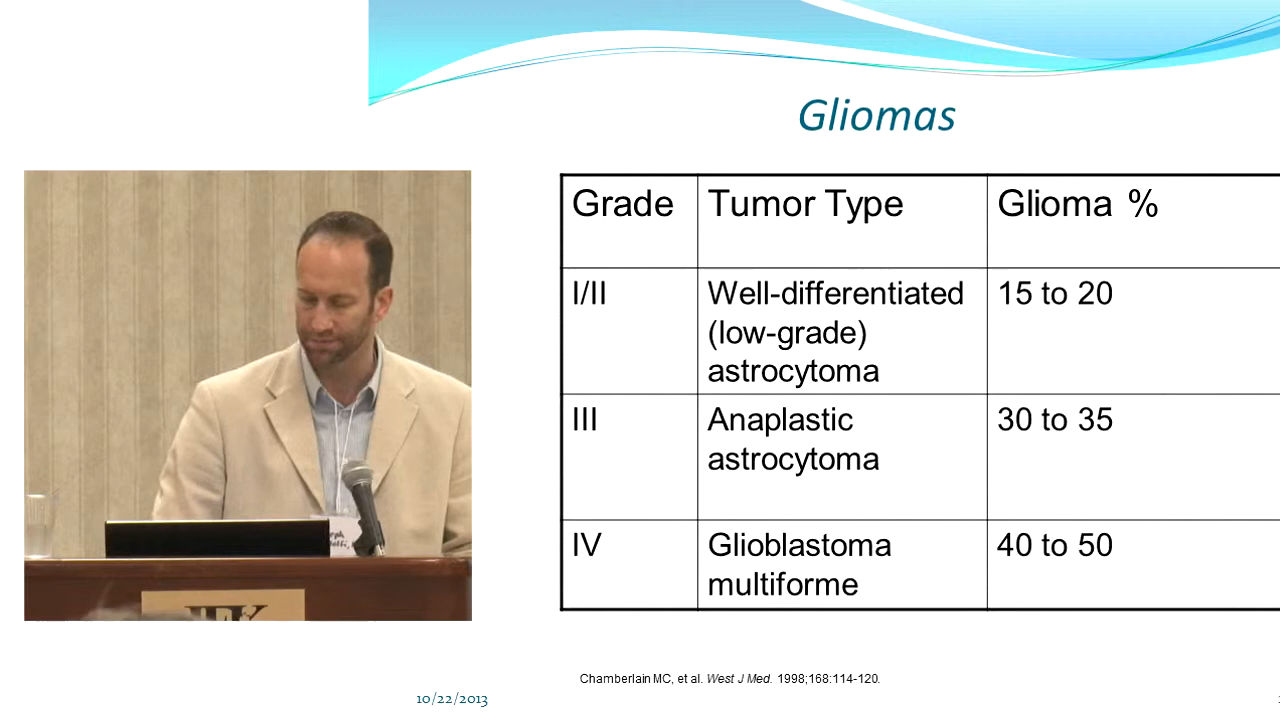 Gliomas
Grade Tumor Type Glioma %
I/II Well-differentiated 15 to 20
(low-grade)
astrocytoma
III Anaplastic 30 to 35
astrocytoma
IV Glioblastoma 40 to 50
multiforme
Chamberlain MC, et al. West J Med. 1998;168:114-120.
10/22/2013